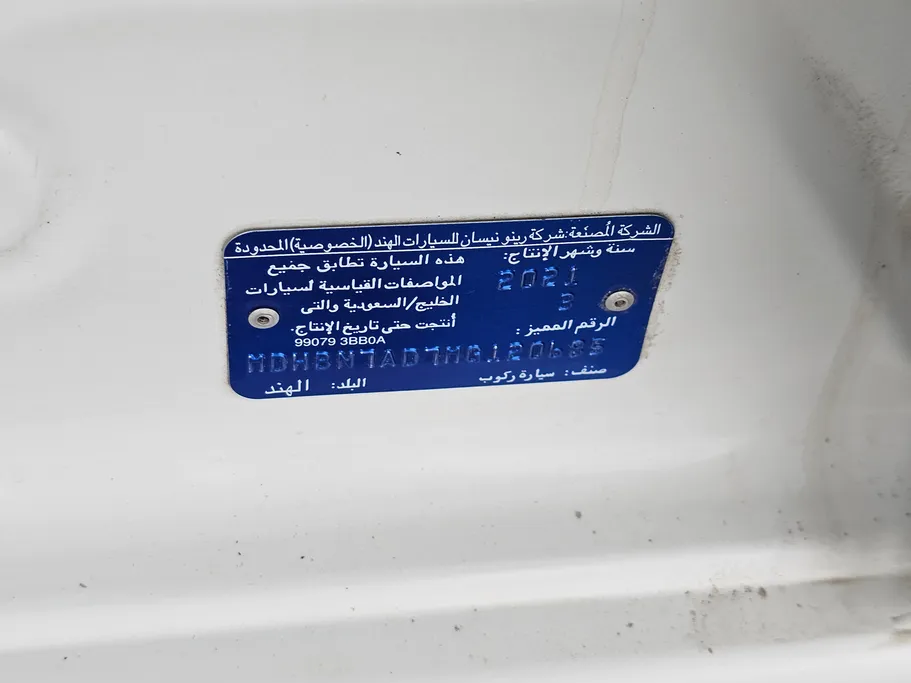 الشركة المُصنّعة: شركة رينو نيسان للسيارات الهند (الخصوصية) المحدودة
سنة وشهر الإنتاج:
2021
3
هذه السيارة تطابق جميع
المواصفات القياسية لسيارات
الخليج/السعودية والتى
أنتجت حتى تاريخ الإنتاج.
99079 3BB0A
الرقم المميز:
MDHBN7AD7MG120685
صنف: سيارة ركوب
البلد: الهند